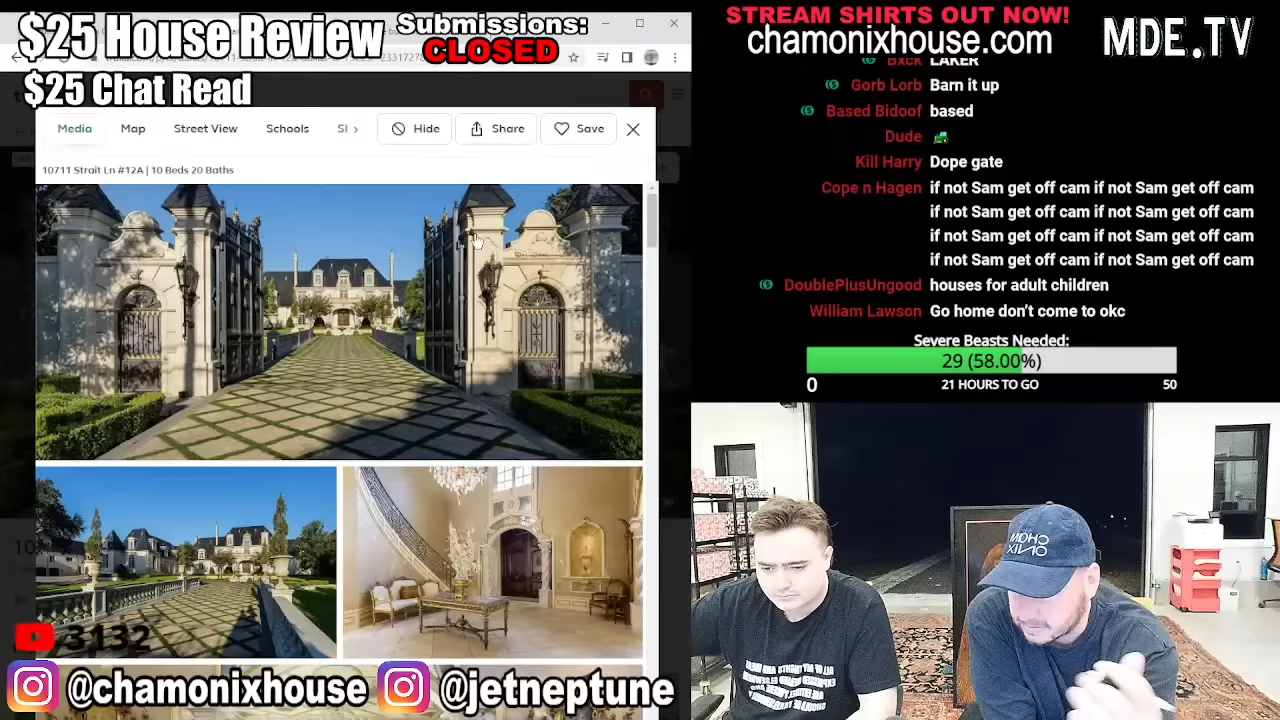 $25 House Review
Submissions:
CLOSED
$25 Chat Read
Media
Map
Street View
Schools
Hide
Share
Save
10711 Strait Ln #12A | 10 Beds 20 Baths
3132
@chamonixhouse
@jetneptune
STREAM SHIRTS OUT NOW!
chamonixhouse.com
MDE.TV
BXCK LAKER
Gorb Lorb Barn it up
Based Bidoof based
Dude
Kill Harry Dope gate
Cope n Hagen if not Sam get off cam if not Sam get off cam
if not Sam get off cam if not Sam get off cam
if not Sam get off cam if not Sam get off cam
if not Sam get off cam if not Sam get off cam
DoublePlusUngood houses for adult children
William Lawson Go home don’t come to okc
Severe Beasts Needed:
29 (58.00%)
0
21 HOURS TO GO
50
CHAM
ONIX